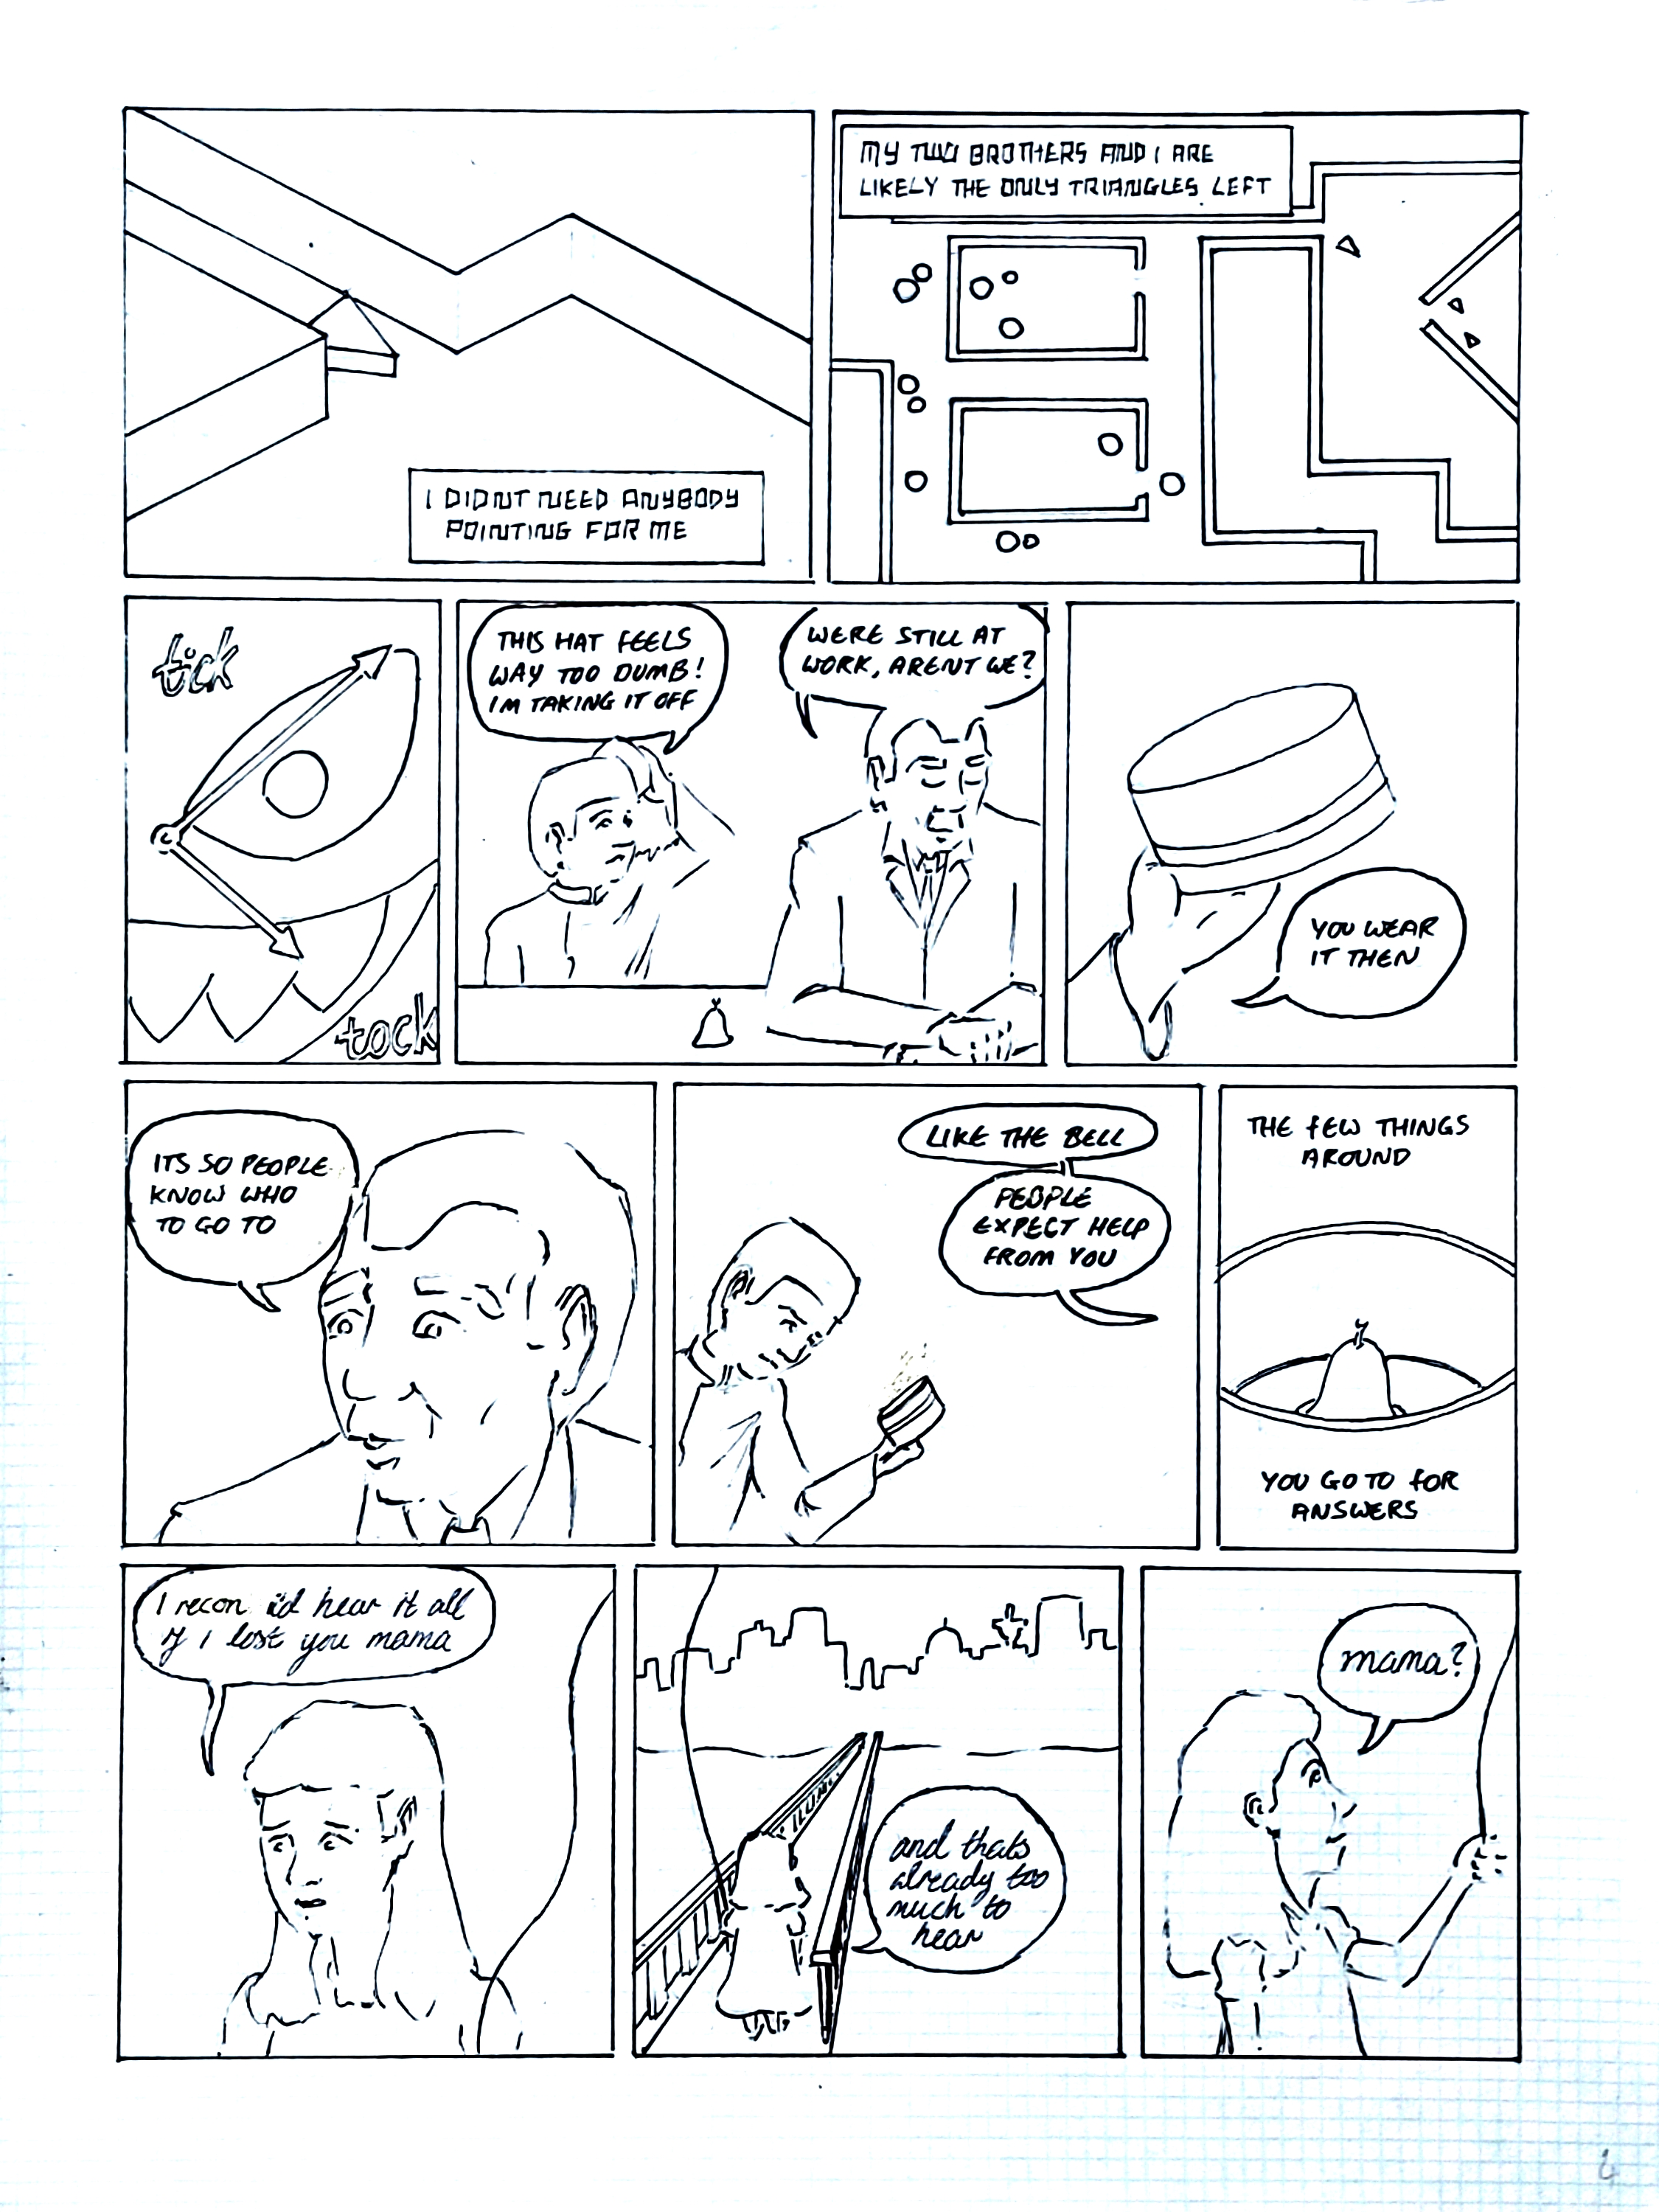 I DIDNT NEED ANYBODY
POINTING FOR ME
MY TWO BROTHERS AND I ARE
LIKELY THE ONLY TRIANGLES LEFT
tick
tock
THIS HAT FEELS
WAY TOO DUMB!
IM TAKING IT OFF
WERE STILL AT
WORK, ARENT WE?
YOU WEAR
IT THEN
ITS SO PEOPLE
KNOW WHO
TO GO TO
LIKE THE BELL
PEOPLE
EXPECT HELP
FROM YOU
THE FEW THINGS
AROUND
YOU GO TO FOR
ANSWERS
I recon i'd hear it all
if i lost you mama
and thats
already too
much to
hear
mama?